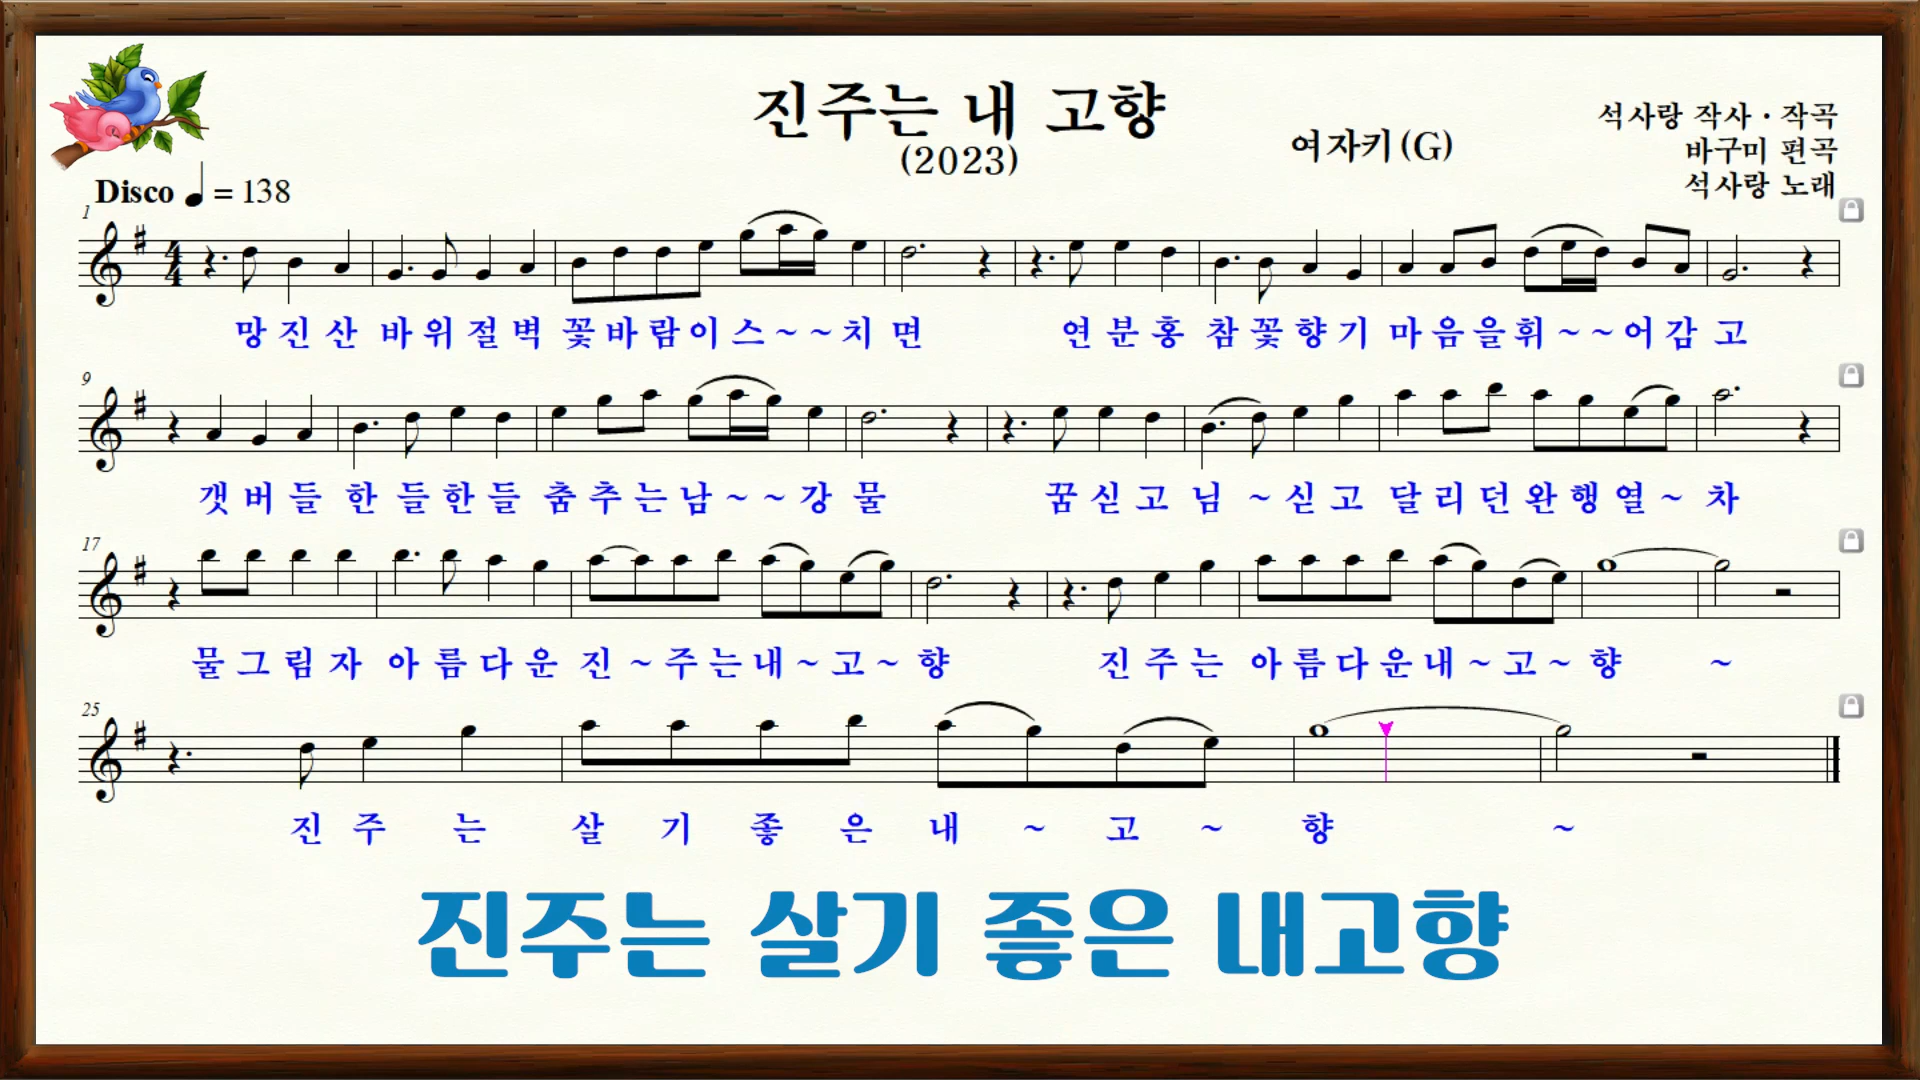 진주는 내 고향
(2023)
여자키(G)
석사랑 작사·작곡
바구미 편곡
석사랑 노래
Disco ♩ = 138
1
망 진 산 바 위 절 벽 꽃 바 람 이 스 ~ ~ 치 면 연 분 홍 참 꽃 향 기 마 음 을 휘 ~ ~ 어 감 고
9
갯 버 들 한 들 한 들 춤 추 는 남 ~ ~ 강 물 꿈 싣 고 님 ~ 싣 고 달 리 던 완 행 열 ~ 차
17
물 그 림 자 아 름 다 운 진 ~ 주 는 내 ~ 고 ~ 향 진 주 는 아 름 다 운 내 ~ 고 ~ 향 ~
25
진 주 는 살 기 좋 은 내 ~ 고 ~ 향 ~
진주는 살기 좋은 내고향